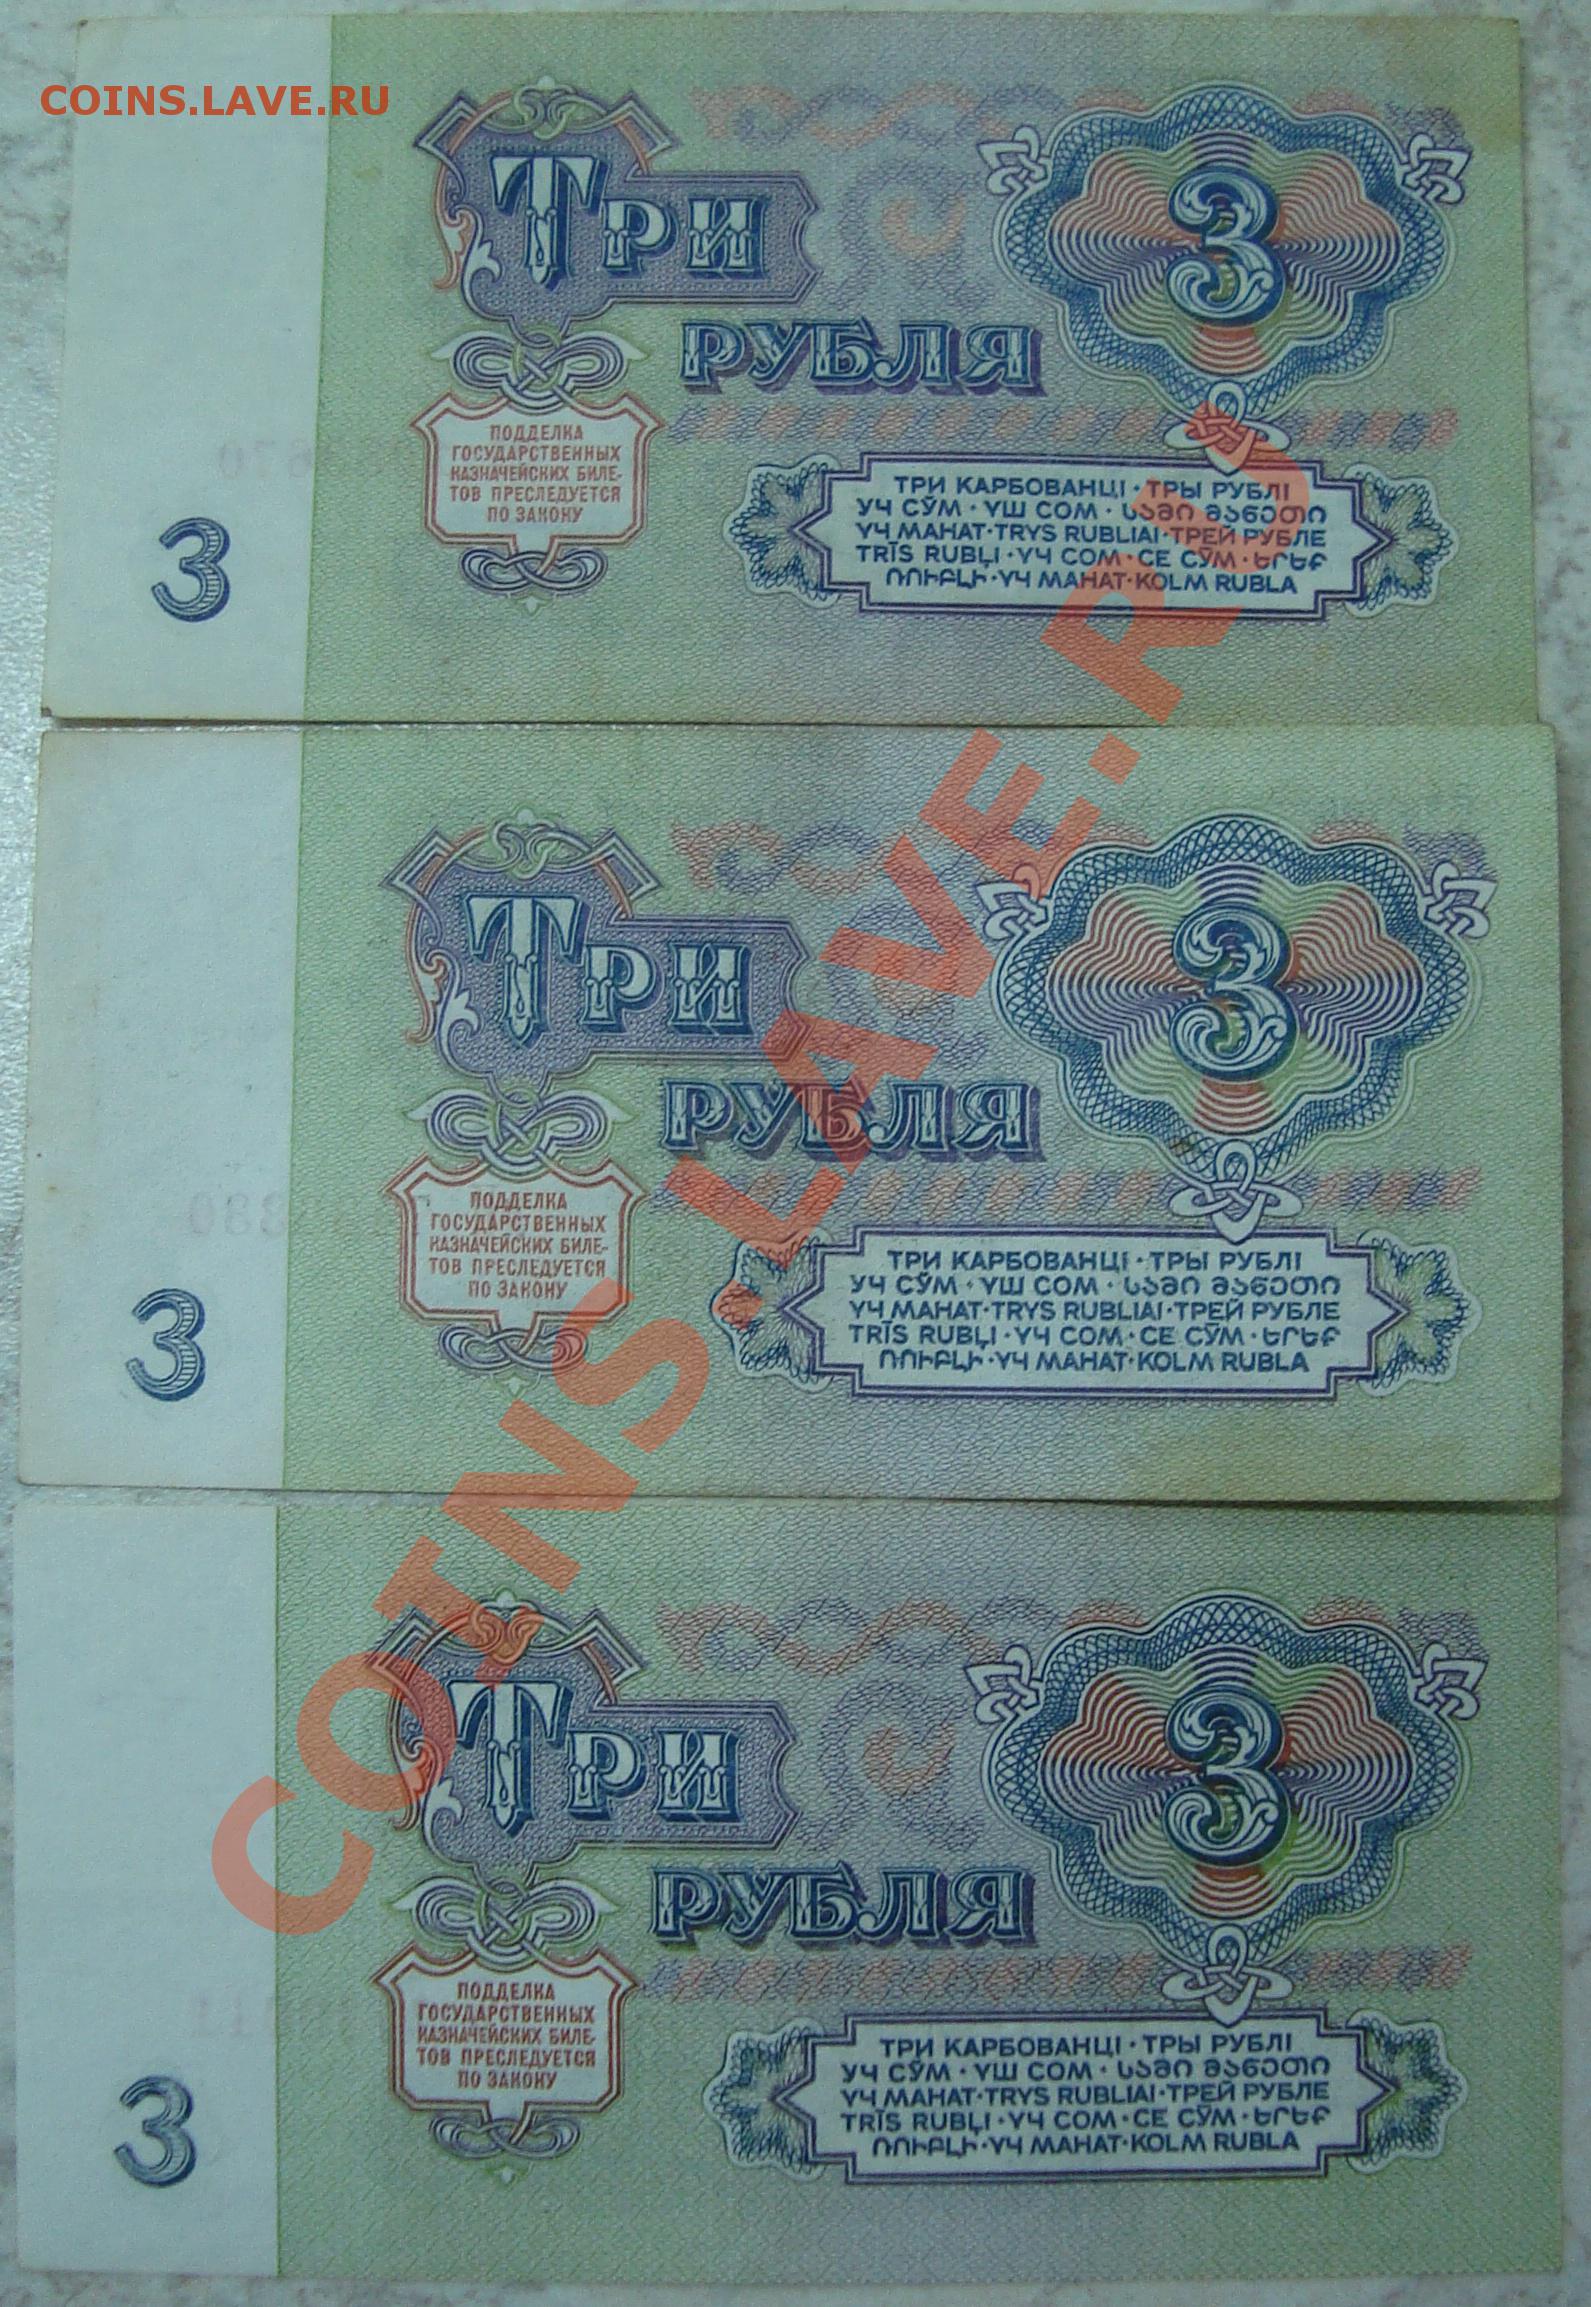 COINS.LAVE.RU
ТРИ
3
РУБЛЯ
ПОДДЕЛКА
ГОСУДАРСТВЕННЫХ
КАЗНАЧЕЙСКИХ БИЛЕ-
ТОВ ПРЕСЛЕДУЕТСЯ
ПО ЗАКОНУ
ТРИ КАРБОВАНЦІ · ТРЫ РУБЛІ
УЧ СЎМ · ҮШ СОМ · ᲡᲐᲛᲘ ᲛᲐᲜᲔᲗᲘ
ҮЧ МАНАТ · TRYS RUBLIAI · ТРЕЙ РУБЛЕ
TRĪS RUBĻI · ҮЧ СОМ · СЕ СӮМ · ԵՐԵՔ
ՌՈՒԲԼԻ · ҮЧ МАНАТ · KOLM RUBLA
3
ТРИ
3
РУБЛЯ
ПОДДЕЛКА
ГОСУДАРСТВЕННЫХ
КАЗНАЧЕЙСКИХ БИЛЕ-
ТОВ ПРЕСЛЕДУЕТСЯ
ПО ЗАКОНУ
ТРИ КАРБОВАНЦІ · ТРЫ РУБЛІ
УЧ СЎМ · ҮШ СОМ · ᲡᲐᲛᲘ ᲛᲐᲜᲔᲗᲘ
ҮЧ МАНАТ · TRYS RUBLIAI · ТРЕЙ РУБЛЕ
TRĪS RUBĻI · ҮЧ СОМ · СЕ СӮМ · ԵՐԵՔ
ՌՈՒԲԼԻ · ҮЧ МАНАТ · KOLM RUBLA
3
ТРИ
3
РУБЛЯ
ПОДДЕЛКА
ГОСУДАРСТВЕННЫХ
КАЗНАЧЕЙСКИХ БИЛЕ-
ТОВ ПРЕСЛЕДУЕТСЯ
ПО ЗАКОНУ
ТРИ КАРБОВАНЦІ · ТРЫ РУБЛІ
УЧ СЎМ · ҮШ СОМ · ᲡᲐᲛᲘ ᲛᲐᲜᲔᲗᲘ
ҮЧ МАНАТ · TRYS RUBLIAI · ТРЕЙ РУБЛЕ
TRĪS RUBĻI · ҮЧ СОМ · СЕ СӮМ · ԵՐԵՔ
ՌՈՒԲԼԻ · ҮЧ МАНАТ · KOLM RUBLA
3
COINS.LAVE.RU